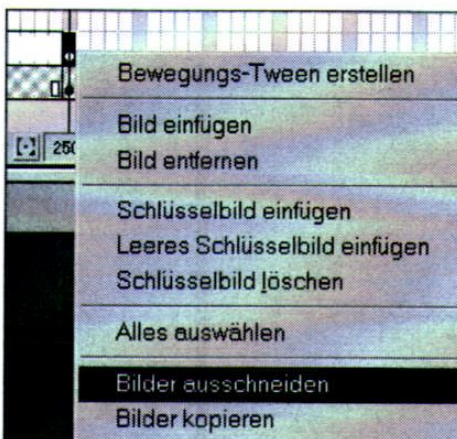 Bewegungs-Tween erstellen
Bild einfügen
Bild entfernen
250
Schlüsselbild einfügen
Leeres Schlüsselbild einfügen
Schlüsselbild löschen
Alles auswählen
Bilder ausschneiden
Bilder kopieren